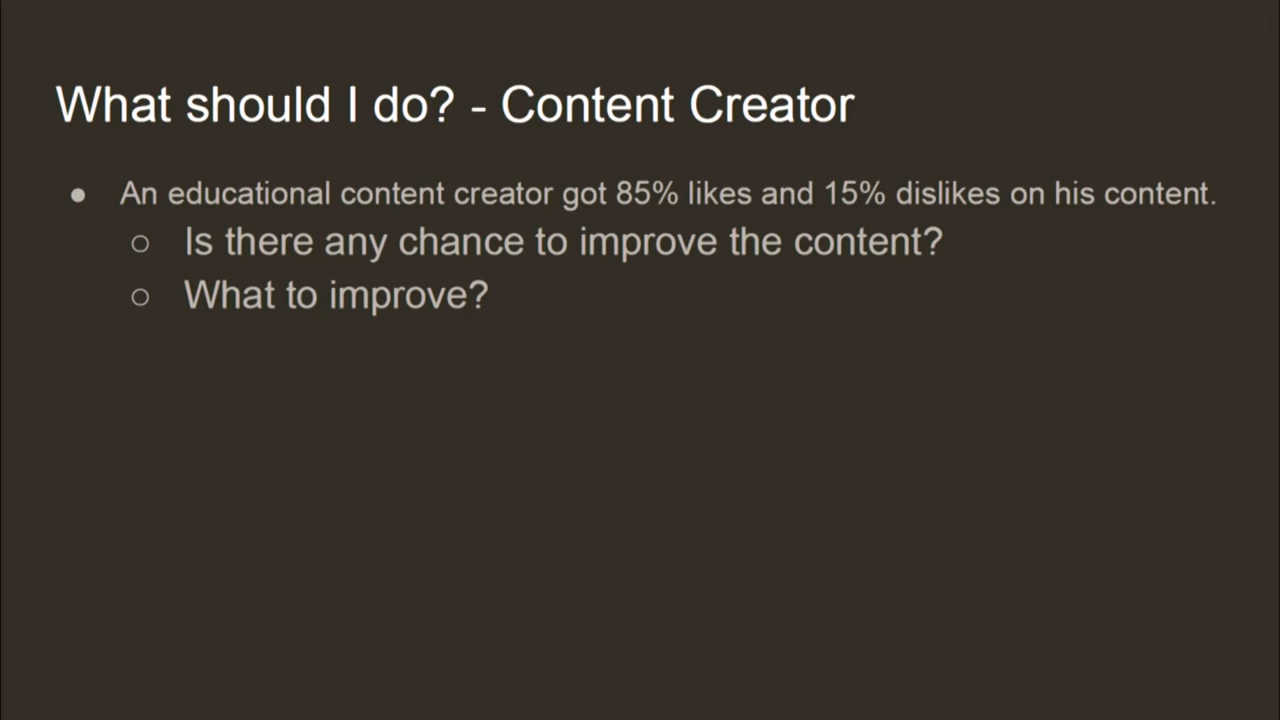 What should I do? - Content Creator
● An educational content creator got 85% likes and 15% dislikes on his content.
○ Is there any chance to improve the content?
○ What to improve?